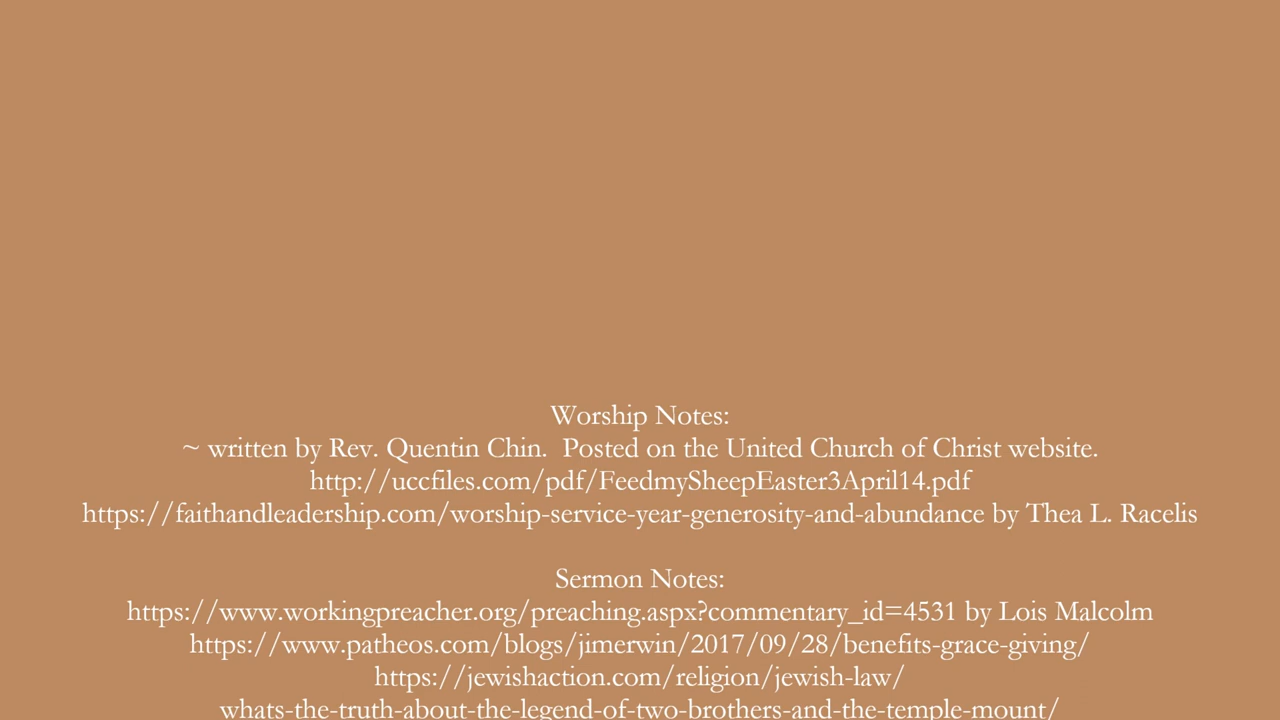 Worship Notes:
~ written by Rev. Quentin Chin.  Posted on the United Church of Christ website.
http://uccfiles.com/pdf/FeedmySheepEaster3April14.pdf
https://faithandleadership.com/worship-service-year-generosity-and-abundance by Thea L. Racelis
Sermon Notes:
https://www.workingpreacher.org/preaching.aspx?commentary_id=4531 by Lois Malcolm
https://www.patheos.com/blogs/jimerwin/2017/09/28/benefits-grace-giving/
https://jewishaction.com/religion/jewish-law/
whats-the-truth-about-the-legend-of-two-brothers-and-the-temple-mount/